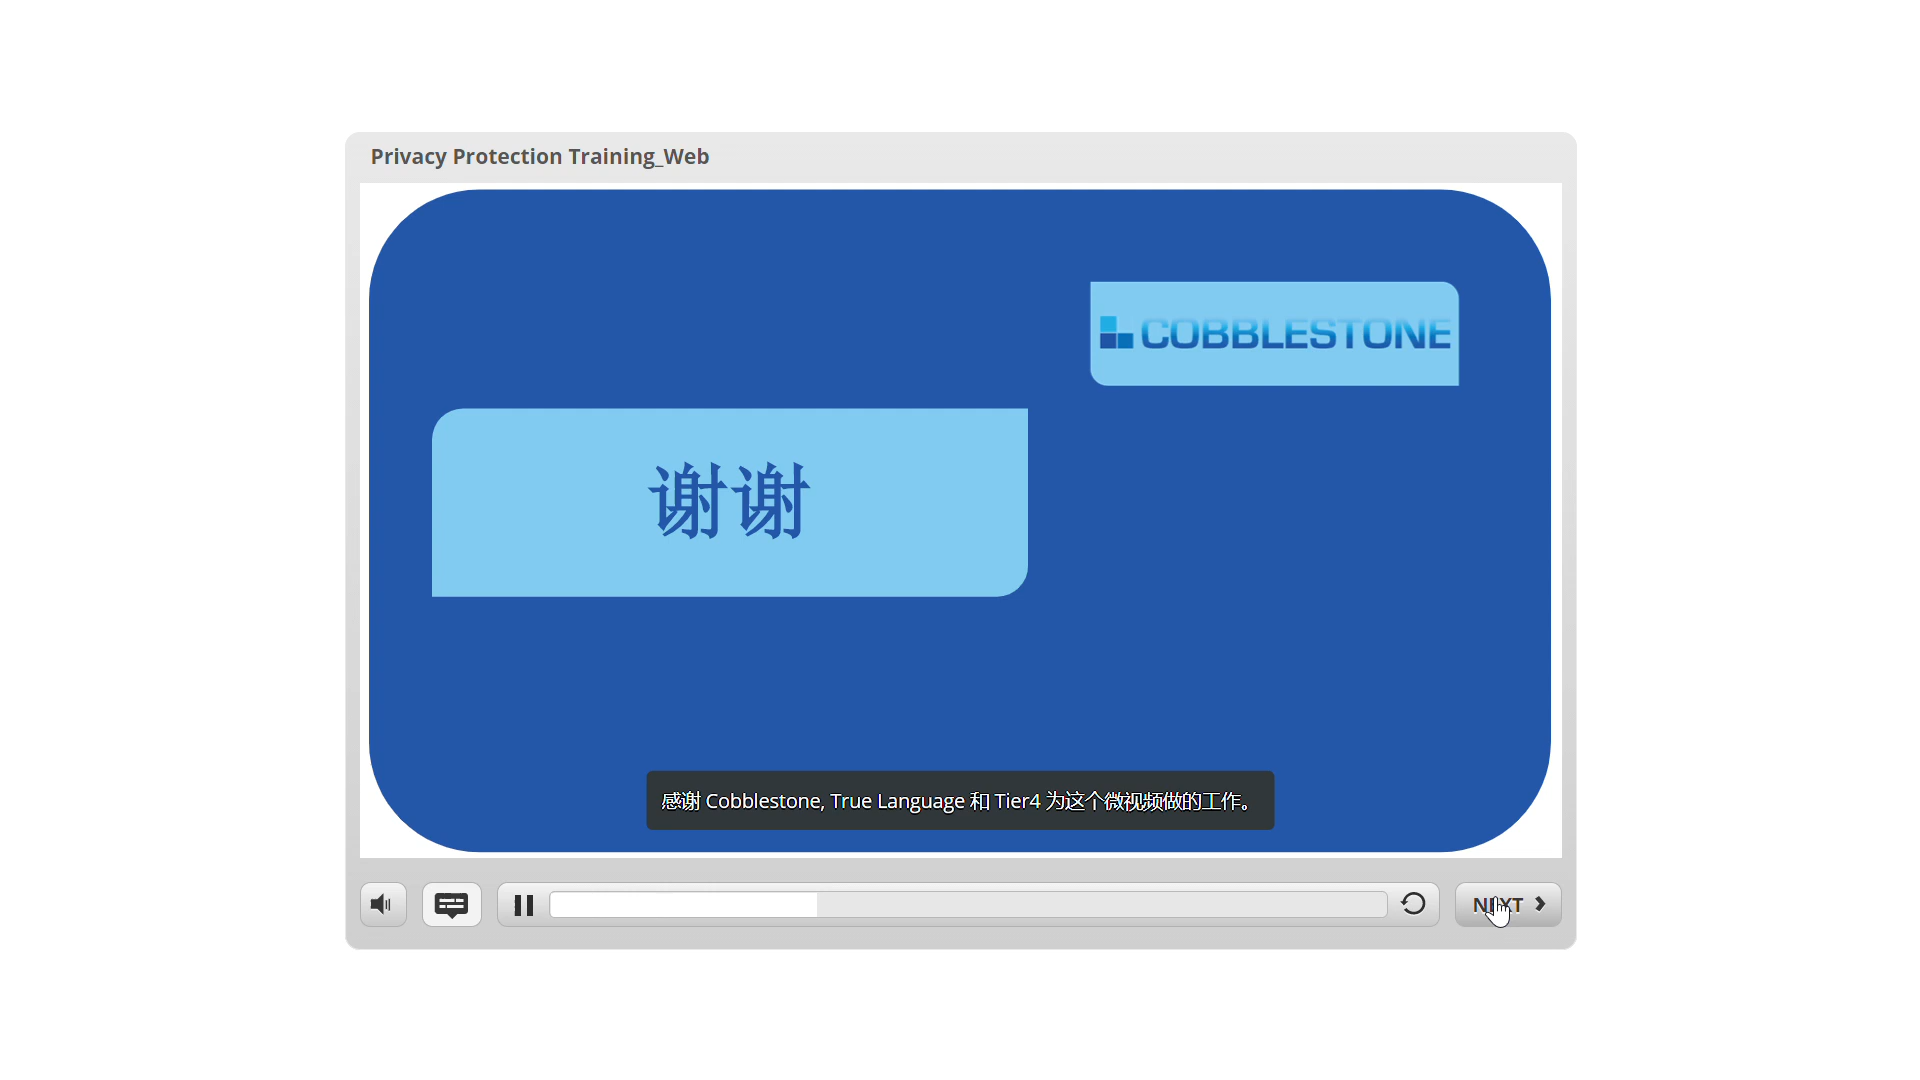 Privacy Protection Training_Web
COBBLESTONE
谢谢
感谢 Cobblestone, True Language 和 Tier4 为这个微视频做的工作。
NEXT